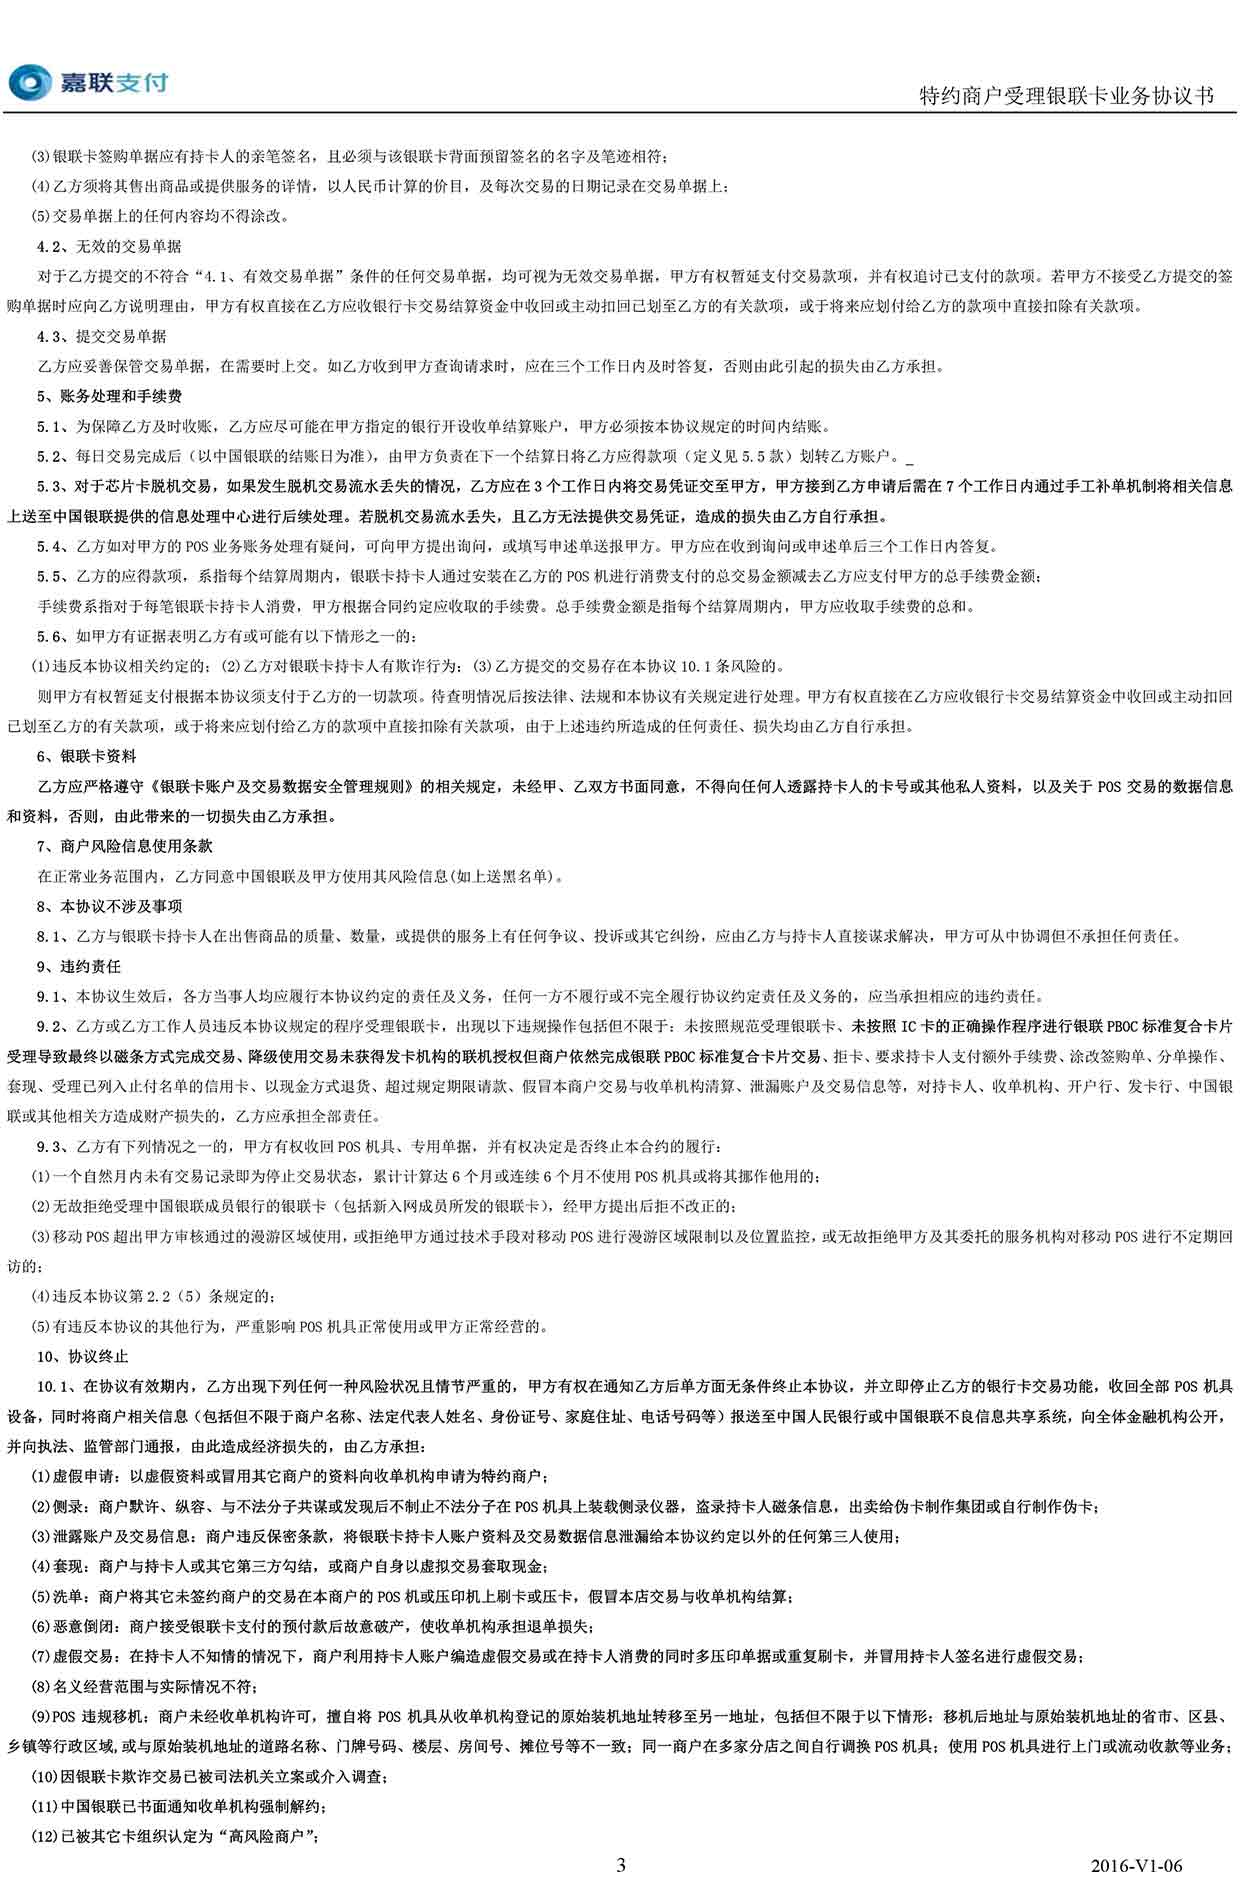 嘉联支付
特约商户受理银联卡业务协议书
(3)银联卡签购单据应有持卡人的亲笔签名，且必须与该银联卡背面预留签名的名字及笔迹相符；
(4)乙方须将其售出商品或提供服务的详情，以人民币计算的价目，及每次交易的日期记录在交易单据上；
(5)交易单据上的任何内容均不得涂改。
4.2、无效的交易单据
对于乙方提交的不符合“4.1、有效交易单据”条件的任何交易单据，均可视为无效交易单据，甲方有权暂延支付交易款项，并有权追讨已支付的款项。若甲方不接受乙方提交的签
购单据时应向乙方说明理由，甲方有权直接在乙方应收银行卡交易结算资金中收回或主动扣回已划至乙方的有关款项，或于将来应划付给乙方的款项中直接扣除有关款项。
4.3、提交交易单据
乙方应妥善保管交易单据，在需要时上交。如乙方收到甲方查询请求时，应在三个工作日内及时答复，否则由此引起的损失由乙方承担。
5、账务处理和手续费
5.1、为保障乙方及时收账，乙方应尽可能在甲方指定的银行开设收单结算账户，甲方必须按本协议规定的时间内结账。
5.2、每日交易完成后（以中国银联的结账日为准），由甲方负责在下一个结算日将乙方应得款项（定义见 5.5 款）划转乙方账户。_
5.3、对于芯片卡脱机交易，如果发生脱机交易流水丢失的情况，乙方应在 3 个工作日内将交易凭证交至甲方，甲方接到乙方申请后需在 7 个工作日内通过手工补单机制将相关信息
上送至中国银联提供的信息处理中心进行后续处理。若脱机交易流水丢失，且乙方无法提供交易凭证，造成的损失由乙方自行承担。
5.4、乙方如对甲方的 POS 业务账务处理有疑问，可向甲方提出询问，或填写申述单送报甲方。甲方应在收到询问或申述单后三个工作日内答复。
5.5、乙方的应得款项，系指每个结算周期内，银联卡持卡人通过安装在乙方的 POS 机进行消费支付的总交易金额减去乙方应支付甲方的总手续费金额；
手续费系指对于每笔银联卡持卡人消费，甲方根据合同约定应收取的手续费。总手续费金额是指每个结算周期内，甲方应收取手续费的总和。
5.6、如甲方有证据表明乙方有或可能有以下情形之一的：
(1)违反本协议相关约定的；(2)乙方对银联卡持卡人有欺诈行为；(3)乙方提交的交易存在本协议 10.1 条风险的。
则甲方有权暂延支付根据本协议须支付于乙方的一切款项。待查明情况后按法律、法规和本协议有关规定进行处理。甲方有权直接在乙方应收银行卡交易结算资金中收回或主动扣回
已划至乙方的有关款项，或于将来应划付给乙方的款项中直接扣除有关款项，由于上述违约所造成的任何责任、损失均由乙方自行承担。
6、银联卡资料
乙方应严格遵守《银联卡账户及交易数据安全管理规则》的相关规定，未经甲、乙双方书面同意，不得向任何人透露持卡人的卡号或其他私人资料，以及关于 POS 交易的数据信息
和资料，否则，由此带来的一切损失由乙方承担。
7、商户风险信息使用条款
在正常业务范围内，乙方同意中国银联及甲方使用其风险信息(如上送黑名单)。
8、本协议不涉及事项
8.1、乙方与银联卡持卡人在出售商品的质量、数量，或提供的服务上有任何争议、投诉或其它纠纷，应由乙方与持卡人直接谋求解决，甲方可从中协调但不承担任何责任。
9、违约责任
9.1、本协议生效后，各方当事人均应履行本协议约定的责任及义务，任何一方不履行或不完全履行协议约定责任及义务的，应当承担相应的违约责任。
9.2、乙方或乙方工作人员违反本协议规定的程序受理银联卡，出现以下违规操作包括但不限于：未按照规范受理银联卡、未按照 IC 卡的正确操作程序进行银联 PBOC 标准复合卡片
受理导致最终以磁条方式完成交易、降级使用交易未获得发卡机构的联机授权但商户依然完成银联 PBOC 标准复合卡片交易、拒卡、要求持卡人支付额外手续费、涂改签购单、分单操作、
套现、受理已列入止付名单的信用卡、以现金方式退货、超过规定期限请款、假冒本商户交易与收单机构清算、泄漏账户及交易信息等，对持卡人、收单机构、开户行、发卡行、中国银
联或其他相关方造成财产损失的，乙方应承担全部责任。
9.3、乙方有下列情况之一的，甲方有权收回 POS 机具、专用单据，并有权决定是否终止本合约的履行：
(1)一个自然月内未有交易记录即为停止交易状态，累计计算达 6 个月或连续 6 个月不使用 POS 机具或将其挪作他用的；
(2)无故拒绝受理中国银联成员银行的银联卡（包括新入网成员所发的银联卡），经甲方提出后拒不改正的；
(3)移动 POS 超出甲方审核通过的漫游区域使用，或拒绝甲方通过技术手段对移动 POS 进行漫游区域限制以及位置监控，或无故拒绝甲方及其委托的服务机构对移动 POS 进行不定期回
访的；
(4)违反本协议第 2.2（5）条规定的；
(5)有违反本协议的其他行为，严重影响 POS 机具正常使用或甲方正常经营的。
10、协议终止
10.1、在协议有效期内，乙方出现下列任何一种风险状况且情节严重的，甲方有权在通知乙方后单方面无条件终止本协议，并立即停止乙方的银行卡交易功能，收回全部 POS 机具
设备，同时将商户相关信息（包括但不限于商户名称、法定代表人姓名、身份证号、家庭住址、电话号码等）报送至中国人民银行或中国银联不良信息共享系统，向全体金融机构公开，
并向执法、监管部门通报，由此造成经济损失的，由乙方承担：
(1)虚假申请：以虚假资料或冒用其它商户的资料向收单机构申请为特约商户；
(2)侧录：商户默许、纵容、与不法分子共谋或发现后不制止不法分子在 POS 机具上装载侧录仪器，盗录持卡人磁条信息，出卖给伪卡制作集团或自行制作伪卡；
(3)泄露账户及交易信息：商户违反保密条款，将银联卡持卡人账户资料及交易数据信息泄漏给本协议约定以外的任何第三人使用；
(4)套现：商户与持卡人或其它第三方勾结，或商户自身以虚拟交易套取现金；
(5)洗单：商户将其它未签约商户的交易在本商户的 POS 机或压印机上刷卡或压卡，假冒本店交易与收单机构结算；
(6)恶意倒闭：商户接受银联卡支付的预付款后故意破产，使收单机构承担退单损失；
(7)虚假交易：在持卡人不知情的情况下，商户利用持卡人账户编造虚假交易或在持卡人消费的同时多压印单据或重复刷卡，并冒用持卡人签名进行虚假交易；
(8)名义经营范围与实际情况不符；
(9)POS 违规移机：商户未经收单机构许可，擅自将 POS 机具从收单机构登记的原始装机地址转移至另一地址，包括但不限于以下情形：移机后地址与原始装机地址的省市、区县、
乡镇等行政区域,或与原始装机地址的道路名称、门牌号码、楼层、房间号、摊位号等不一致；同一商户在多家分店之间自行调换 POS 机具；使用 POS 机具进行上门或流动收款等业务；
(10)因银联卡欺诈交易已被司法机关立案或介入调查；
(11)中国银联已书面通知收单机构强制解约；
(12)已被其它卡组织认定为“高风险商户”；
3
2016-V1-06